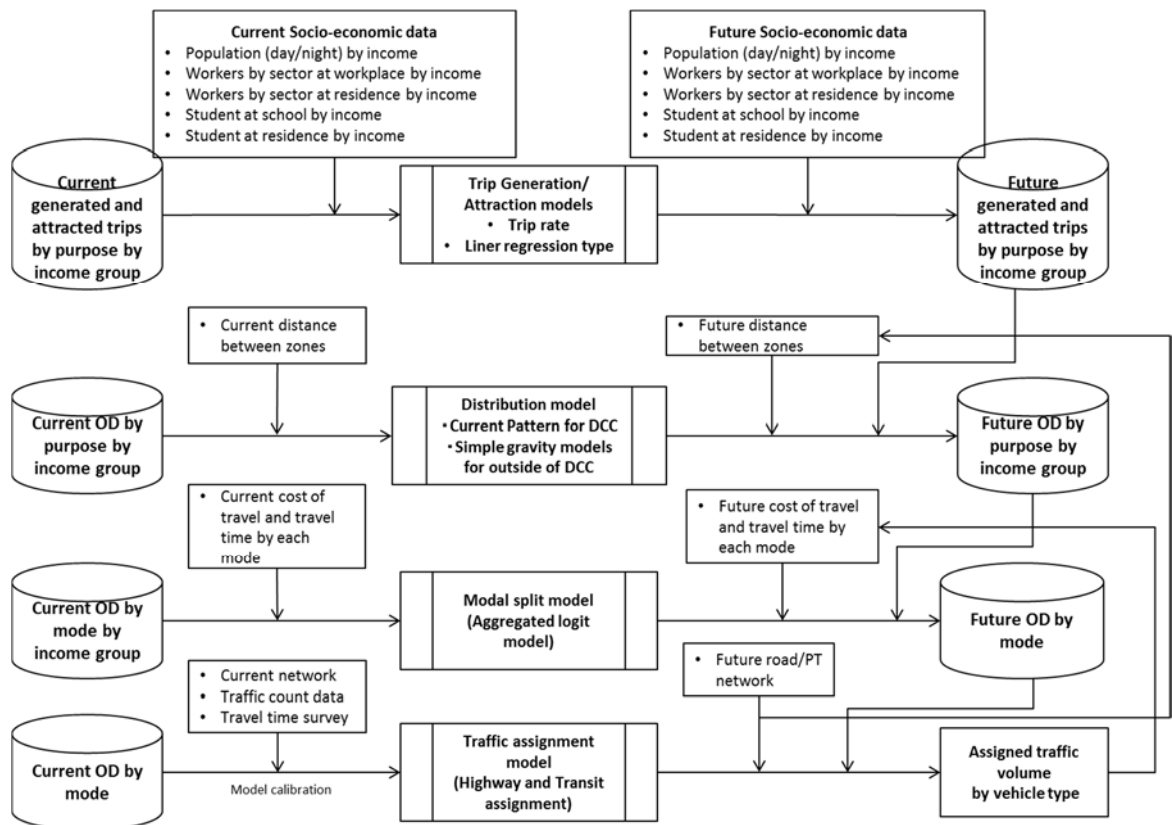 Current Socio-economic data
• Population (day/night) by income
• Workers by sector at workplace by income
• Workers by sector at residence by income
• Student at school by income
• Student at residence by income
Future Socio-economic data
• Population (day/night) by income
• Workers by sector at workplace by income
• Workers by sector at residence by income
• Student at school by income
• Student at residence by income
Current
generated and
attracted trips
by purpose by
income group
Trip Generation/
Attraction models
• Trip rate
• Liner regression type
Future
generated and
attracted trips
by purpose by
income group
• Current distance
between zones
• Future distance
between zones
Current OD by
purpose by
income group
Distribution model
・Current Pattern for DCC
・Simple gravity models
for outside of DCC
Future OD by
purpose by
income group
• Current cost of
travel and travel
time by each
mode
• Future cost of travel
and travel time by
each mode
Current OD by
mode by
income group
Modal split model
(Aggregated logit
model)
Future OD by
mode
• Current network
• Traffic count data
• Travel time survey
• Future road/PT
network
Current OD by
mode
Model calibration
Traffic assignment
model
(Highway and Transit
assignment)
Assigned traffic
volume
by vehicle type